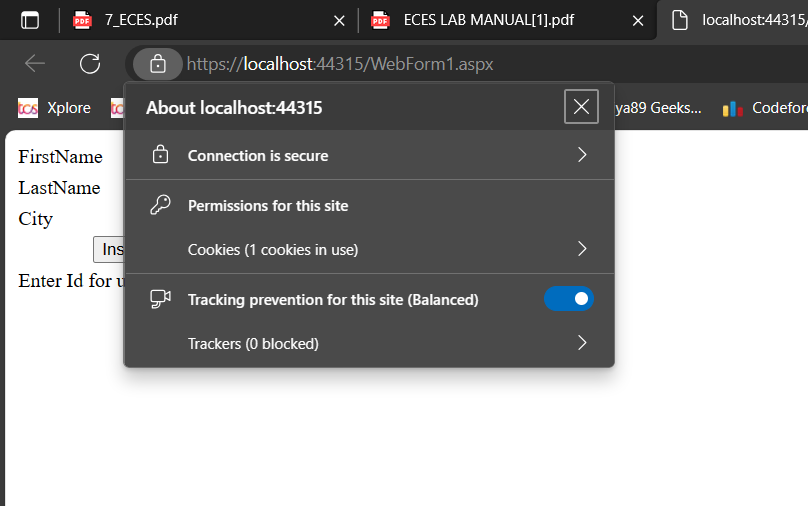 7_ECES.pdf
ECES LAB MANUAL[1].pdf
localhost:44315/
https://localhost:44315/WebForm1.aspx
tcs Xplore
ya89 Geeks...
Codeforc
About localhost:44315
Connection is secure
Permissions for this site
Cookies (1 cookies in use)
Tracking prevention for this site (Balanced)
Trackers (0 blocked)
FirstName
LastName
City
Ins
Enter Id for u